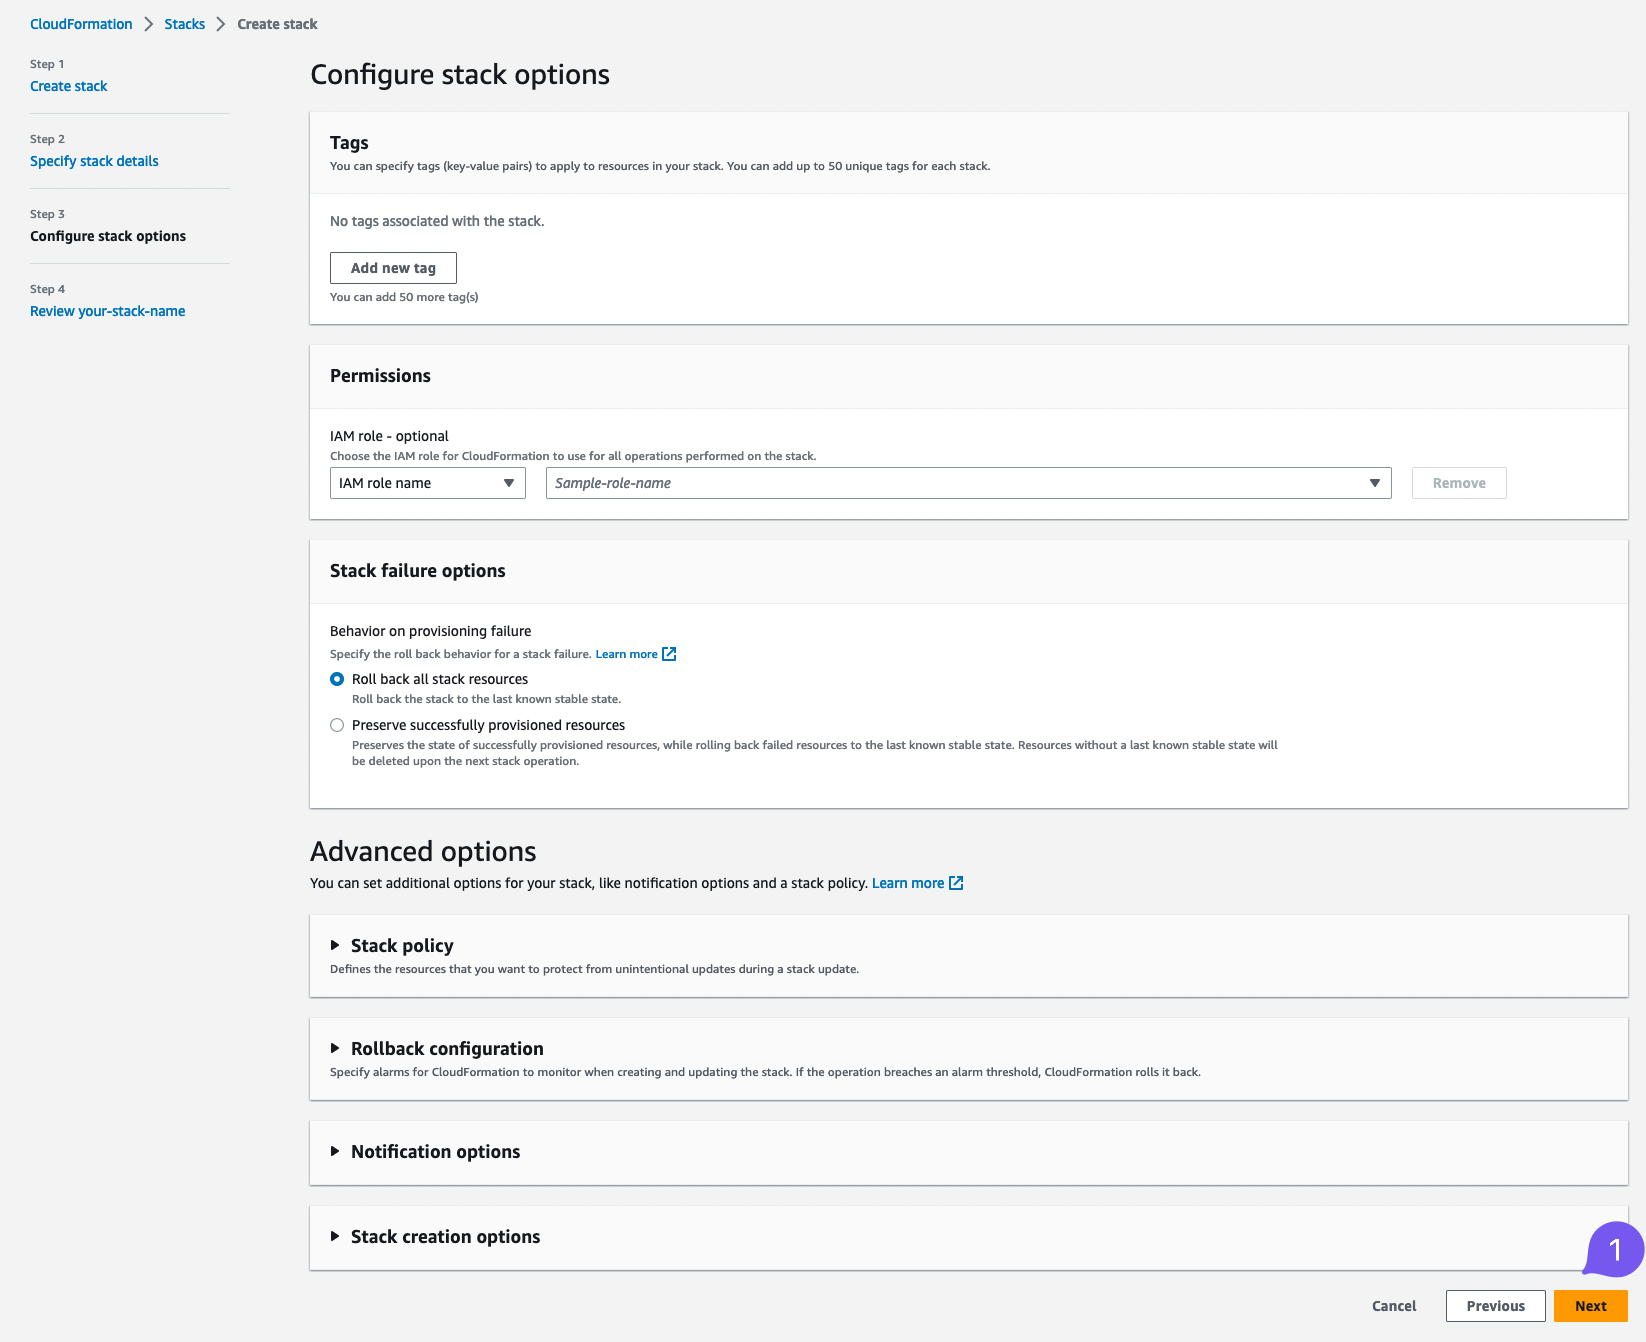 CloudFormation > Stacks > Create stack
Step 1
Create stack
Step 2
Specify stack details
Step 3
Configure stack options
Step 4
Review your-stack-name
Configure stack options
Tags
You can specify tags (key-value pairs) to apply to resources in your stack. You can add up to 50 unique tags for each stack.
No tags associated with the stack.
Add new tag
You can add 50 more tag(s)
Permissions
IAM role - optional
Choose the IAM role for CloudFormation to use for all operations performed on the stack.
IAM role name Sample-role-name Remove
Stack failure options
Behavior on provisioning failure
Specify the roll back behavior for a stack failure. Learn more
Roll back all stack resources
Roll back the stack to the last known stable state.
Preserve successfully provisioned resources
Preserves the state of successfully provisioned resources, while rolling back failed resources to the last known stable state. Resources without a last known stable state will
be deleted upon the next stack operation.
Advanced options
You can set additional options for your stack, like notification options and a stack policy. Learn more
Stack policy
Defines the resources that you want to protect from unintentional updates during a stack update.
Rollback configuration
Specify alarms for CloudFormation to monitor when creating and updating the stack. If the operation breaches an alarm threshold, CloudFormation rolls it back.
Notification options
Stack creation options
1
Cancel Previous Next